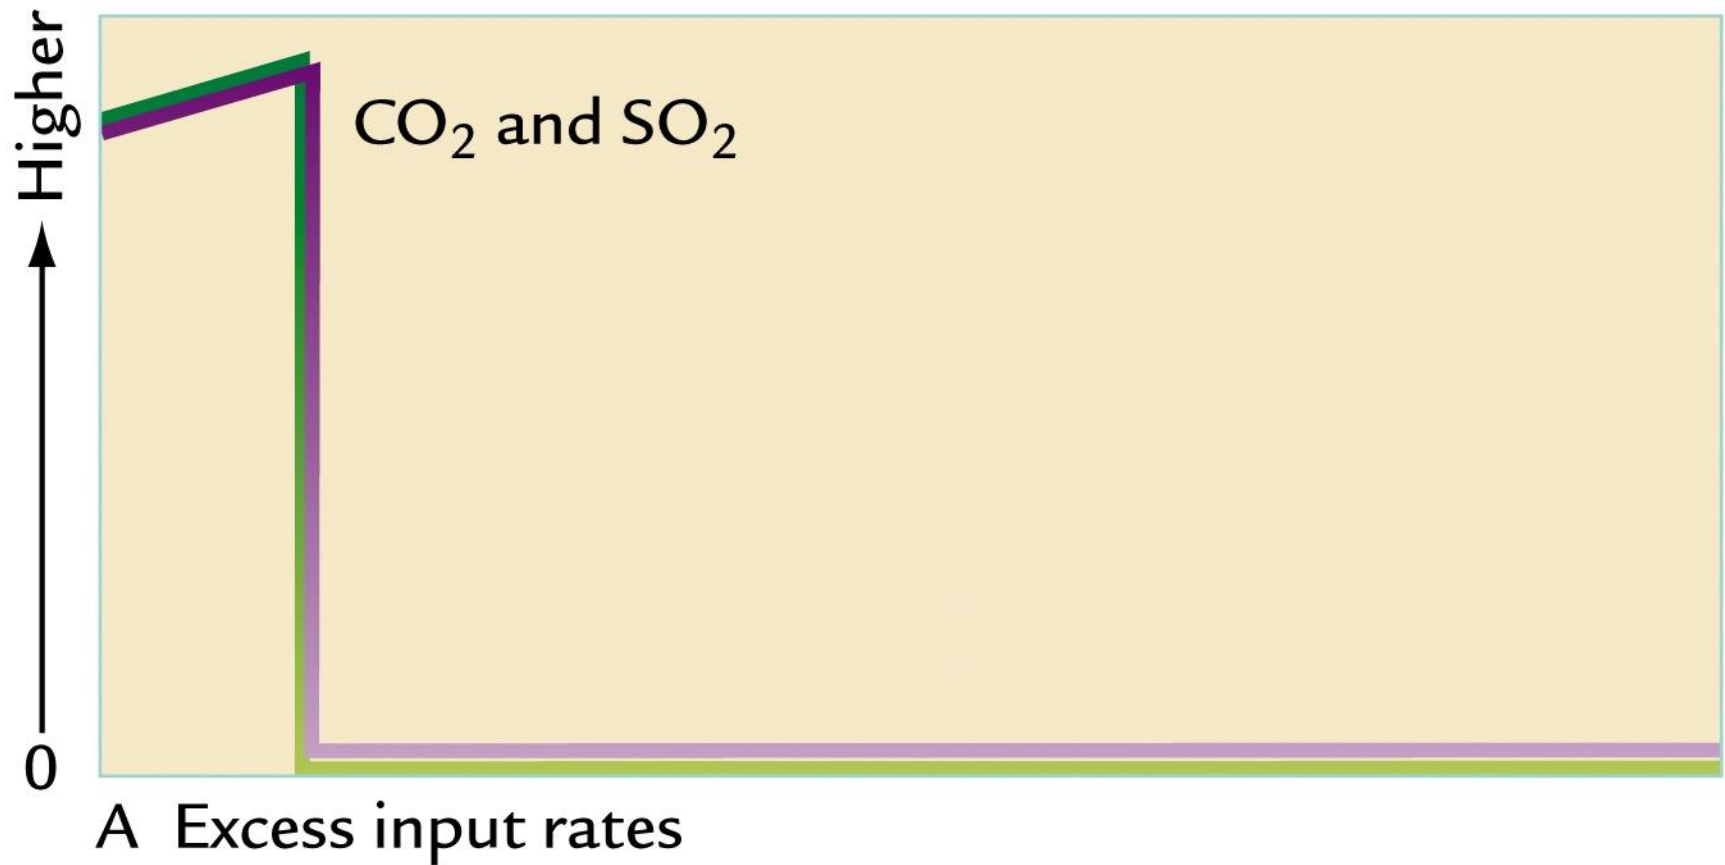 Higher
CO₂ and SO₂
0
A Excess input rates